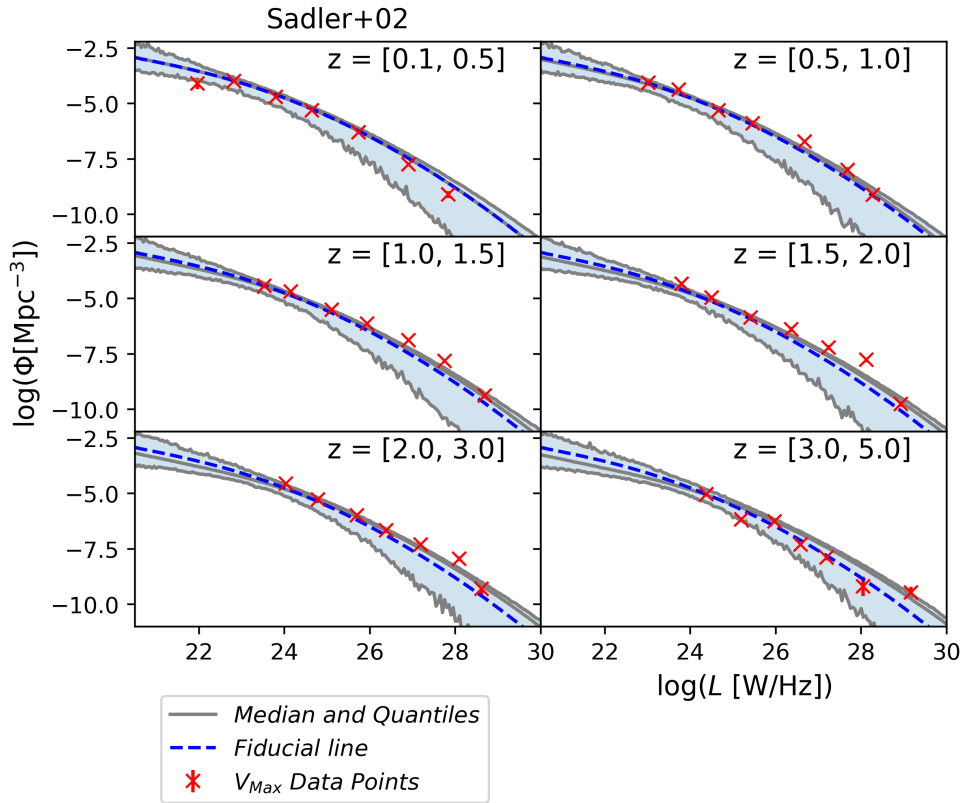 Sadler+02
−2.5
−5.0
−7.5
−10.0
z = [0.1, 0.5]
z = [0.5, 1.0]
−2.5
−5.0
−7.5
−10.0
z = [1.0, 1.5]
z = [1.5, 2.0]
−2.5
−5.0
−7.5
−10.0
z = [2.0, 3.0]
z = [3.0, 5.0]
log(Φ[Mpc⁻³])
22 24 26 28 30 22 24 26 28 30
log(L [W/Hz])
Median and Quantiles
Fiducial line
V_Max Data Points